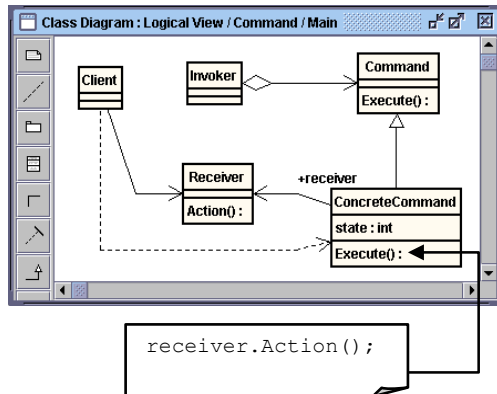 Class Diagram : Logical View / Command / Main
Client
Invoker
Command
Execute() :
Receiver
Action() :
+receiver
ConcreteCommand
state : int
Execute() :
receiver.Action();